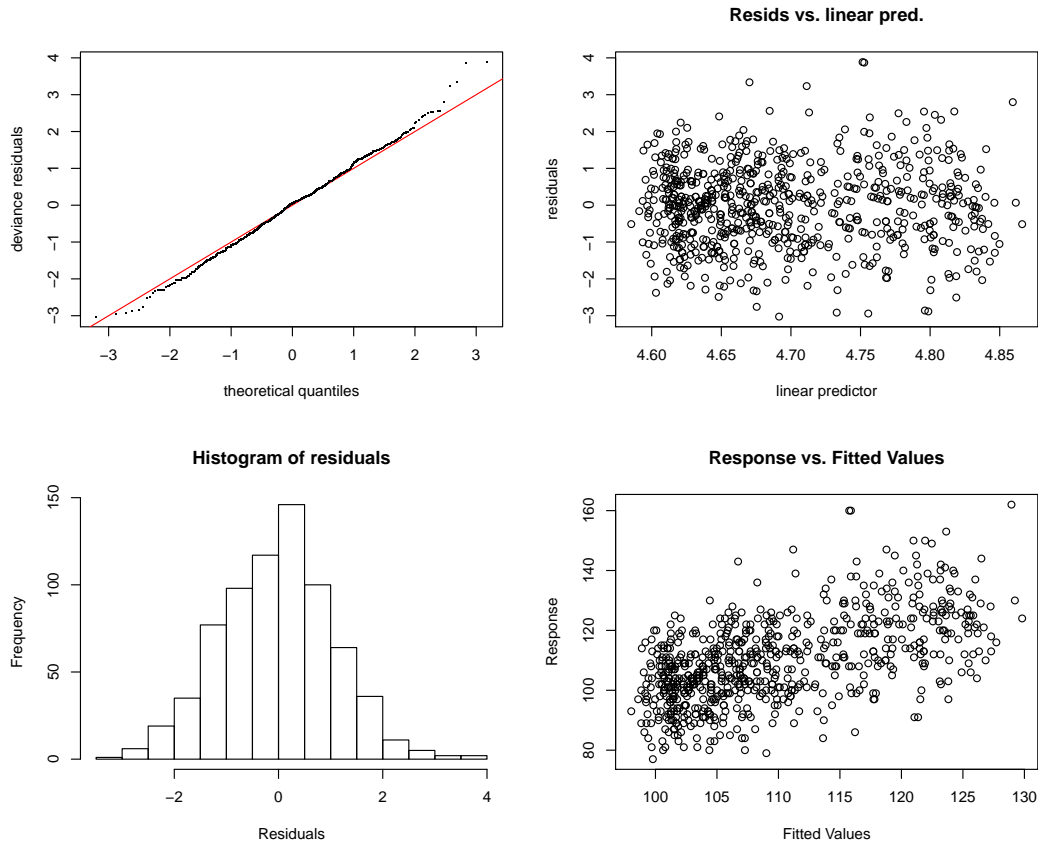 deviance residuals
4
3
2
1
0
−1
−2
−3
−3 −2 −1 0 1 2 3
theoretical quantiles
Resids vs. linear pred.
residuals
4
3
2
1
0
−1
−2
−3
4.60 4.65 4.70 4.75 4.80 4.85
linear predictor
Histogram of residuals
Frequency
150
100
50
0
−2 0 2 4
Residuals
Response vs. Fitted Values
Response
160
140
120
100
80
100 105 110 115 120 125 130
Fitted Values